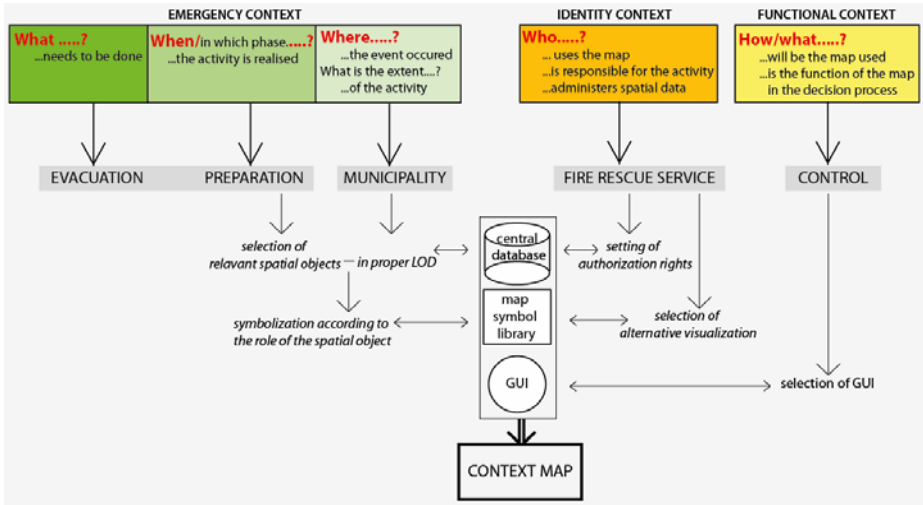 EMERGENCY CONTEXT
What .....?
...needs to be done
When/in which phase.....?
...the activity is realised
Where.....?
...the event occured
What is the extent....?
...of the activity
IDENTITY CONTEXT
Who.....?
... uses the map
...is responsible for the activity
...administers spatial data
FUNCTIONAL CONTEXT
How/what.....?
...will be the map used
...is the function of the map
in the decision process
EVACUATION
PREPARATION
MUNICIPALITY
FIRE RESCUE SERVICE
CONTROL
selection of
relavant spatial objects — in proper LOD
central
database
setting of
authorization rights
symbolization according to
the role of the spatial object
map
symbol
library
selection of
alternative visualization
GUI
selection of GUI
CONTEXT MAP